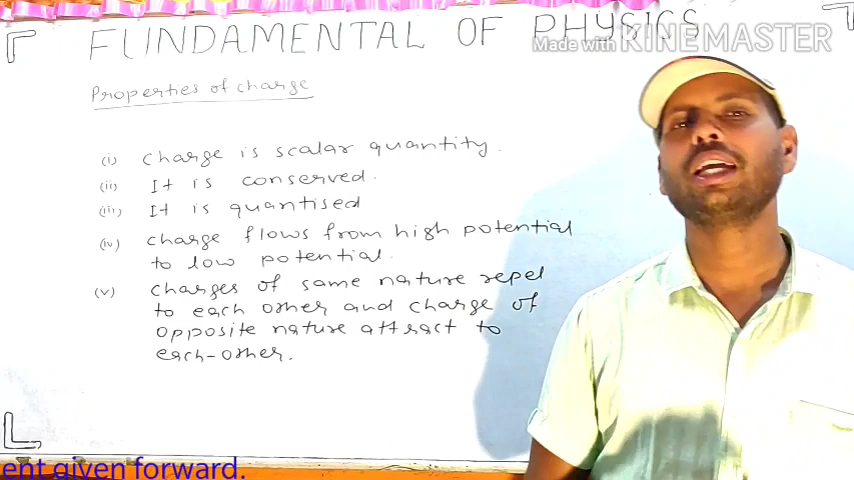 FUNDAMENTAL OF PHYSICS
Made with KINEMASTER
Properties of charge
(i) charge is scalar quantity.
(ii) It is conserved.
(iii) It is quantised
(iv) charge flows from high potential
to low potential.
(v) charges of same nature repel
to each other and charge of
opposite nature attract to
each-other.
ent given forward.